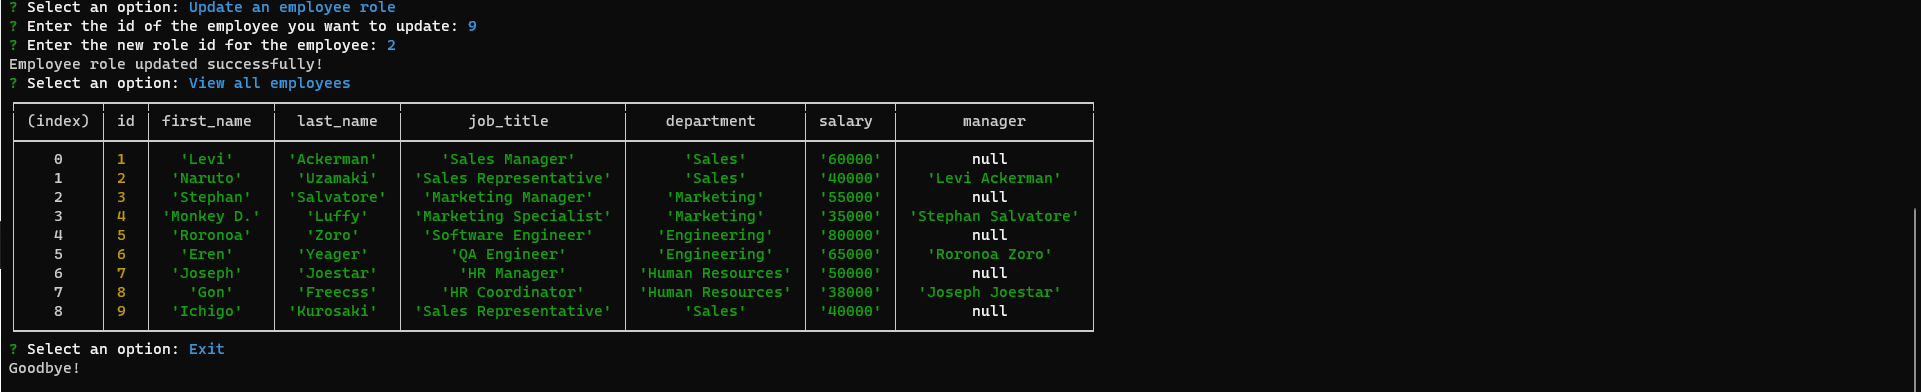 ? Select an option: Update an employee role
? Enter the id of the employee you want to update: 9
? Enter the new role id for the employee: 2
Employee role updated successfully!
? Select an option: View all employees
(index) id first_name last_name job_title department salary manager
0 1 'Levi' 'Ackerman' 'Sales Manager' 'Sales' '60000' null
1 2 'Naruto' 'Uzamaki' 'Sales Representative' 'Sales' '40000' 'Levi Ackerman'
2 3 'Stephan' 'Salvatore' 'Marketing Manager' 'Marketing' '55000' null
3 4 'Monkey D.' 'Luffy' 'Marketing Specialist' 'Marketing' '35000' 'Stephan Salvatore'
4 5 'Roronoa' 'Zoro' 'Software Engineer' 'Engineering' '80000' null
5 6 'Eren' 'Yeager' 'QA Engineer' 'Engineering' '65000' 'Roronoa Zoro'
6 7 'Joseph' 'Joestar' 'HR Manager' 'Human Resources' '50000' null
7 8 'Gon' 'Freecss' 'HR Coordinator' 'Human Resources' '38000' 'Joseph Joestar'
8 9 'Ichigo' 'Kurosaki' 'Sales Representative' 'Sales' '40000' null
? Select an option: Exit
Goodbye!